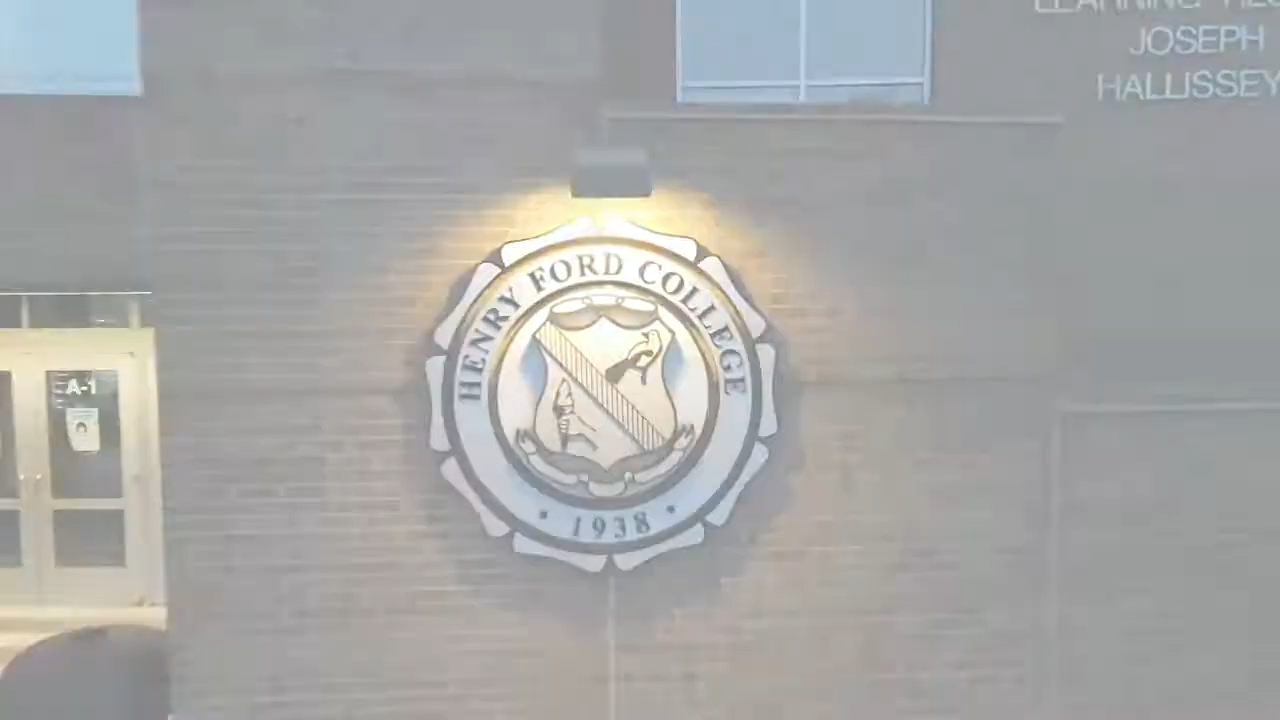 JOSEPH
HALLISSEY
HENRY FORD COLLEGE
A-1
• 1938 •